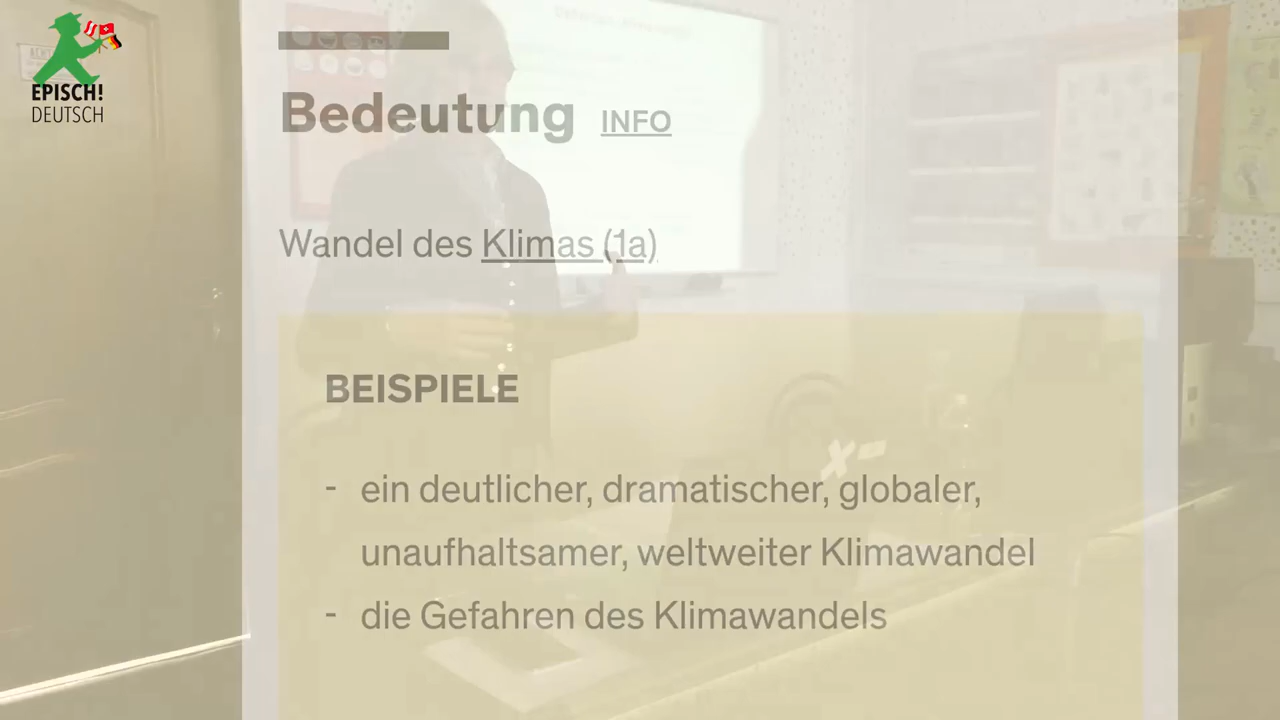 EPISCH!
DEUTSCH
Bedeutung INFO
Wandel des Klimas (1a)
BEISPIELE
- ein deutlicher, dramatischer, globaler,
unaufhaltsamer, weltweiter Klimawandel
- die Gefahren des Klimawandels